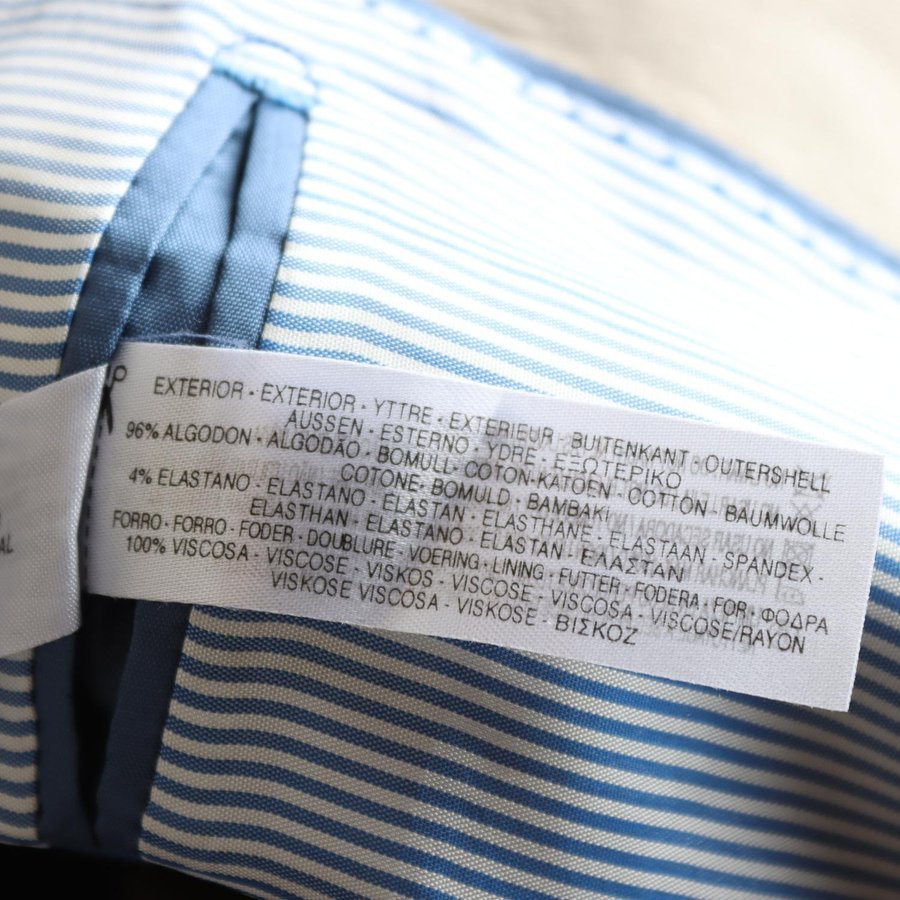 EXTERIOR - EXTERIOR - YTTRE - EXTERIEUR - BUITENKANT - OUTERSHELL
AUSSEN - ESTERNO - YDRE - ΕΞΩΤΕΡΙΚΟ
96% ALGODON - ALGODÃO - BOMULL - COTON - KATOEN - COTTON - BAUMWOLLE
COTONE - BOMULD - BAMBAKI
4% ELASTANO - ELASTANO - ELASTAN - ELASTHANE - ELASTAAN - SPANDEX -
ELASTHAN - ELASTANO - ELASTAN - ΕΛΑΣΤΑΝ
FORRO - FORRO - FODER - DOUBLURE - VOERING - LINING - FUTTER - FODERA - FOR - ΦΟΔΡΑ
100% VISCOSA - VISCOSE - VISKOS - VISCOSE - VISCOSE - VISCOSE/RAYON
VISKOSE VISCOSA - VISKOSE - ΒΙΣΚΟΖ